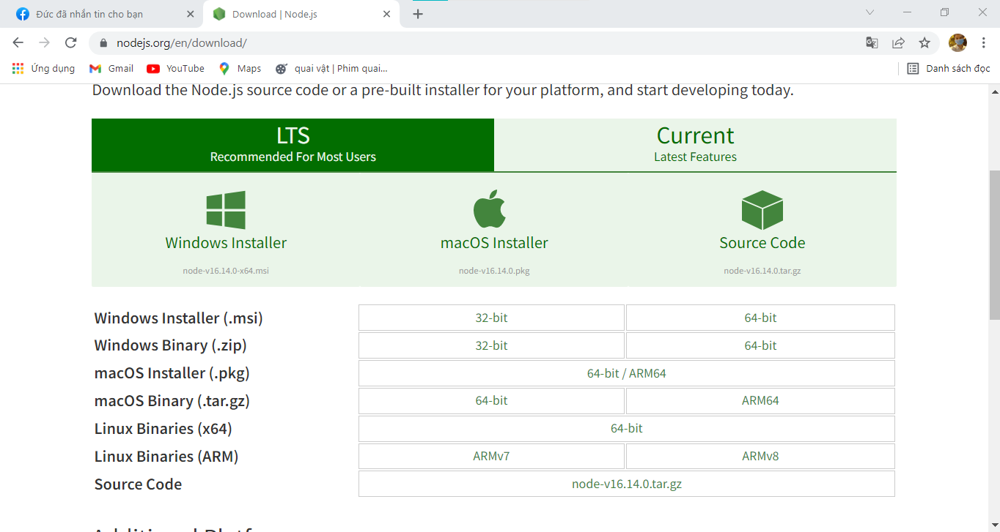 Đức đã nhắn tin cho bạn
Download | Node.js
nodejs.org/en/download/
Ứng dụng Gmail YouTube Maps quai vật | Phim quai... Danh sách đọc
Download the Node.js source code or a pre-built installer for your platform, and start developing today.
LTS
Recommended For Most Users
Current
Latest Features
Windows Installer
node-v16.14.0-x64.msi
macOS Installer
node-v16.14.0.pkg
Source Code
node-v16.14.0.tar.gz
Windows Installer (.msi) 32-bit 64-bit
Windows Binary (.zip) 32-bit 64-bit
macOS Installer (.pkg) 64-bit / ARM64
macOS Binary (.tar.gz) 64-bit ARM64
Linux Binaries (x64) 64-bit
Linux Binaries (ARM) ARMv7 ARMv8
Source Code node-v16.14.0.tar.gz